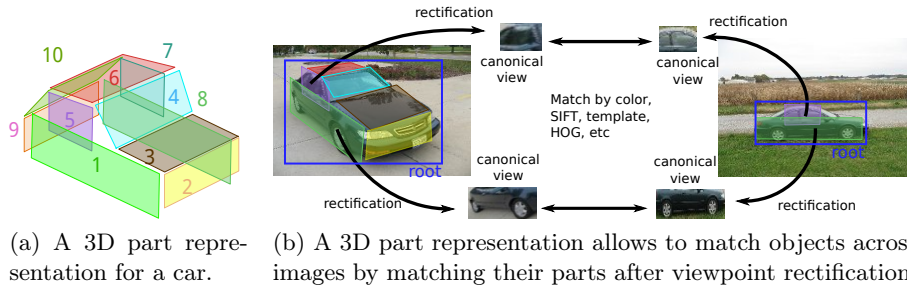 10
7
6
4
8
5
9
1
3
2
rectification
canonical
view
canonical
view
rectification
Match by color,
SIFT, template,
HOG, etc
root
root
canonical
view
canonical
view
rectification
rectification
(a) A 3D part repre-
sentation for a car.
(b) A 3D part representation allows to match objects across
images by matching their parts after viewpoint rectification